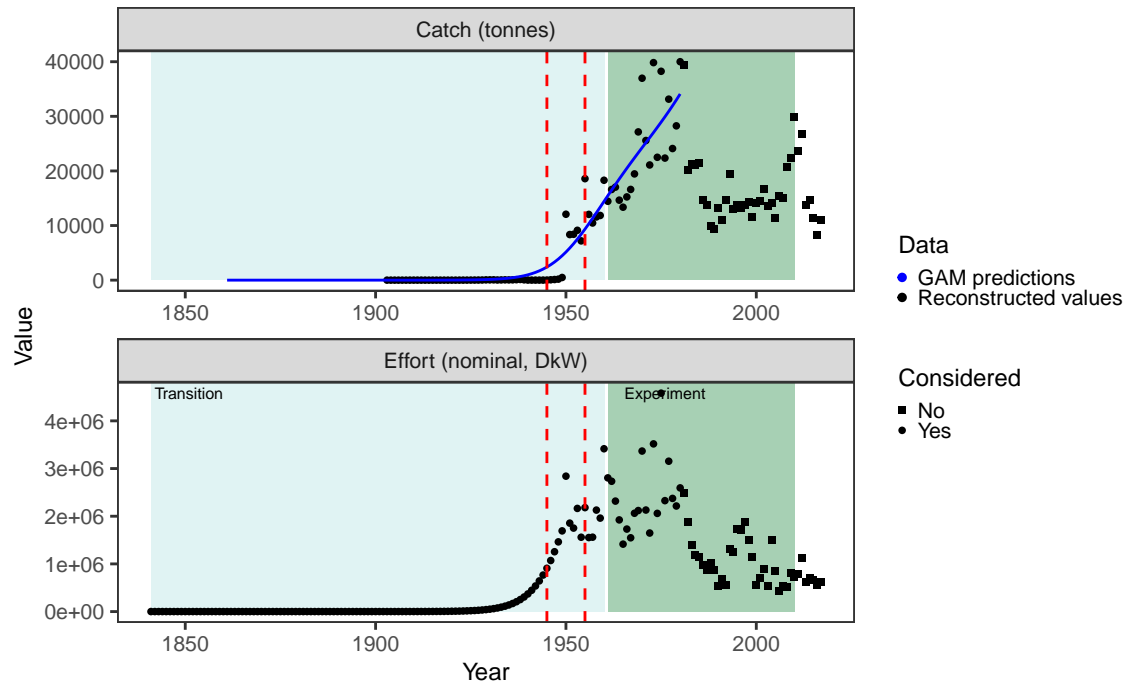 Catch (tonnes)
40000
30000
20000
10000
0
1850
1900
1950
2000
Value
Effort (nominal, DkW)
Transition
Experiment
4e+06
3e+06
2e+06
1e+06
0e+00
1850
1900
1950
2000
Year
Data
GAM predictions
Reconstructed values
Considered
No
Yes